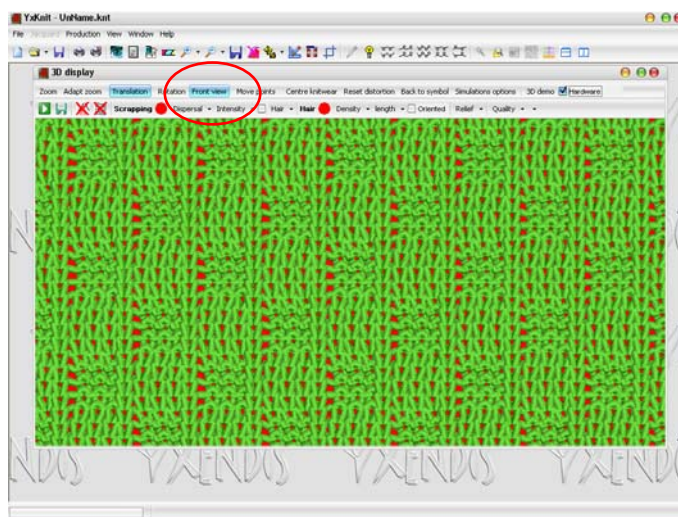 YxKnit - UnName.knt
File Jacquard Production View Window Help
3D display
Zoom Adapt zoom Translation Rotation Front view Move points Centre knitwear Reset distortion Back to symbol Simulations options 3D demo Hardware
Scrapping Dispersal Intensity Hair Hair Density length Oriented Relief Quality
YXENDIS YXENDIS YXENDIS